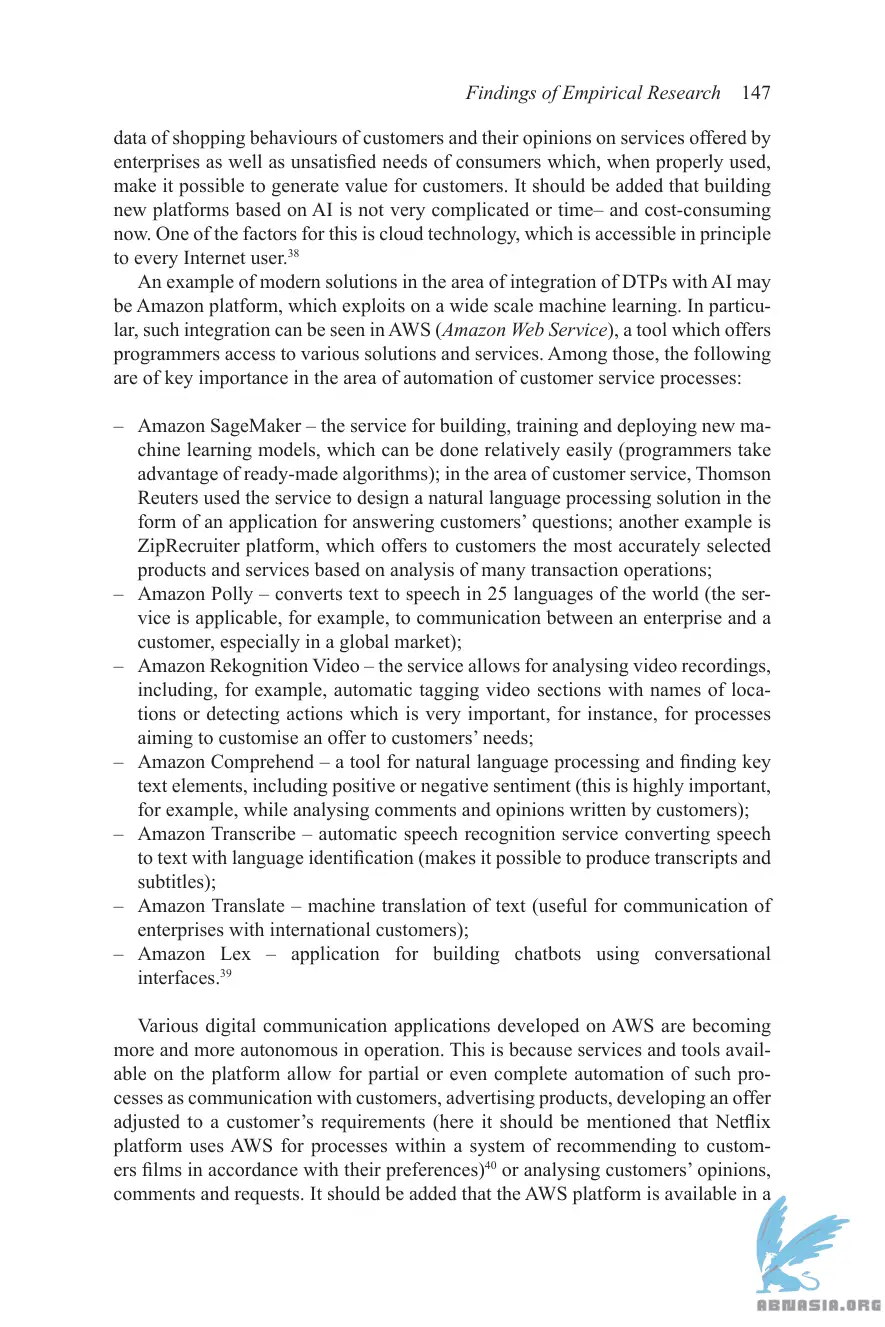 Findings of Empirical Research 147
data of shopping behaviours of customers and their opinions on services offered by
enterprises as well as unsatisfied needs of consumers which, when properly used,
make it possible to generate value for customers. It should be added that building
new platforms based on AI is not very complicated or time– and cost-consuming
now. One of the factors for this is cloud technology, which is accessible in principle
to every Internet user.38
An example of modern solutions in the area of integration of DTPs with AI may
be Amazon platform, which exploits on a wide scale machine learning. In particu-
lar, such integration can be seen in AWS (Amazon Web Service), a tool which offers
programmers access to various solutions and services. Among those, the following
are of key importance in the area of automation of customer service processes:
– Amazon SageMaker – the service for building, training and deploying new ma-
chine learning models, which can be done relatively easily (programmers take
advantage of ready-made algorithms); in the area of customer service, Thomson
Reuters used the service to design a natural language processing solution in the
form of an application for answering customers’ questions; another example is
ZipRecruiter platform, which offers to customers the most accurately selected
products and services based on analysis of many transaction operations;
– Amazon Polly – converts text to speech in 25 languages of the world (the ser-
vice is applicable, for example, to communication between an enterprise and a
customer, especially in a global market);
– Amazon Rekognition Video – the service allows for analysing video recordings,
including, for example, automatic tagging video sections with names of loca-
tions or detecting actions which is very important, for instance, for processes
aiming to customise an offer to customers’ needs;
– Amazon Comprehend – a tool for natural language processing and finding key
text elements, including positive or negative sentiment (this is highly important,
for example, while analysing comments and opinions written by customers);
– Amazon Transcribe – automatic speech recognition service converting speech
to text with language identification (makes it possible to produce transcripts and
subtitles);
– Amazon Translate – machine translation of text (useful for communication of
enterprises with international customers);
– Amazon Lex – application for building chatbots using conversational
interfaces.39
Various digital communication applications developed on AWS are becoming
more and more autonomous in operation. This is because services and tools avail-
able on the platform allow for partial or even complete automation of such pro-
cesses as communication with customers, advertising products, developing an offer
adjusted to a customer’s requirements (here it should be mentioned that Netflix
platform uses AWS for processes within a system of recommending to custom-
ers films in accordance with their preferences)40 or analysing customers’ opinions,
comments and requests. It should be added that the AWS platform is available in a
ABNASIA.ORG